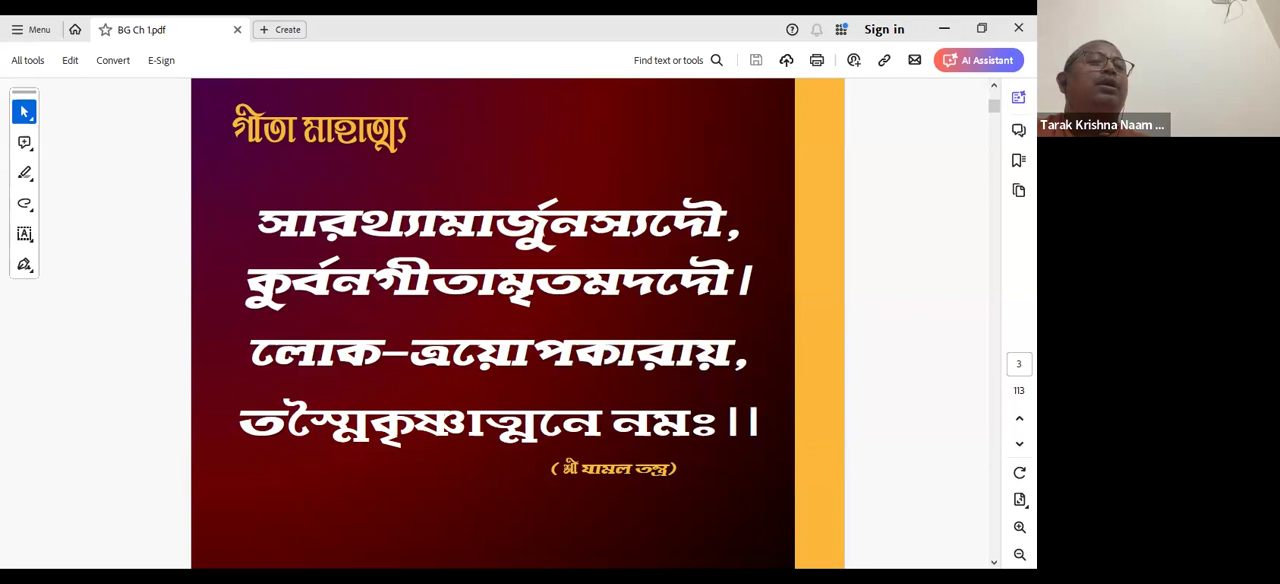 Menu
BG Ch 1.pdf
Create
Sign in
All tools
Edit
Convert
E-Sign
Find text or tools
AI Assistant
গীতা মাহাত্ম্য
সারথ্যামার্জুনস্যদৌ,
কুর্বনগীতামৃতমদদৌ।
লোক-ত্রয়োপকারায়,
তস্মৈকৃষ্ণাত্মনে নমঃ।।
( শ্রী যামল তন্ত্র)
3
113
Tarak Krishna Naam ...